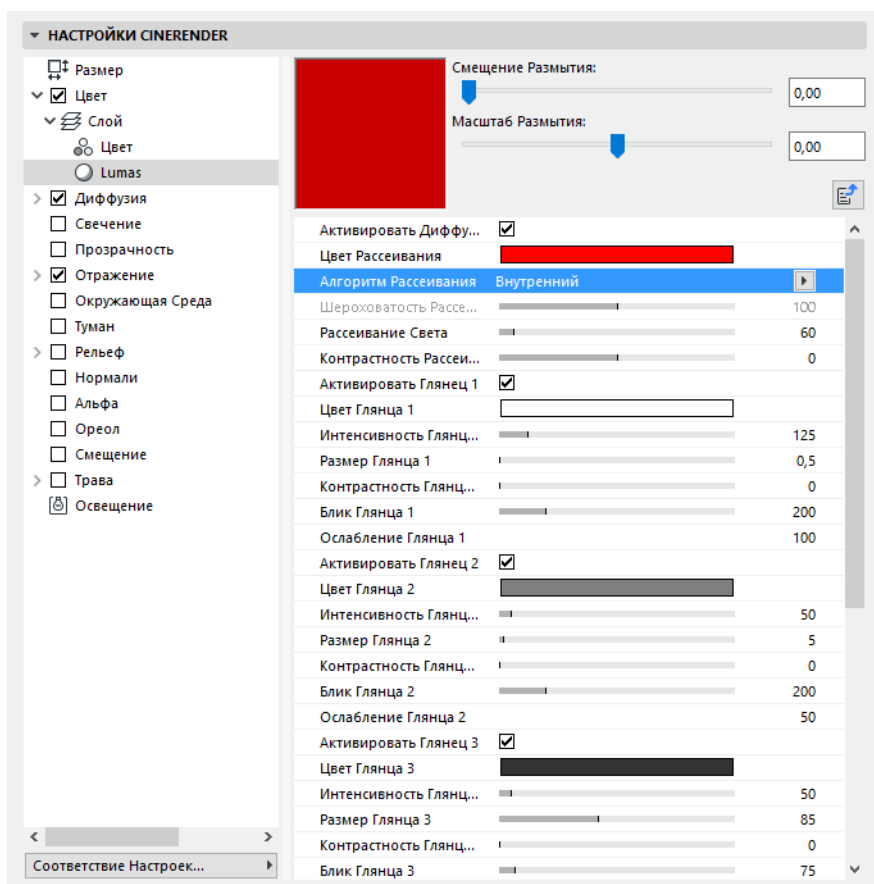 НАСТРОЙКИ CINERENDER
Размер
Цвет
Слой
Цвет
Lumas
Диффузия
Свечение
Прозрачность
Отражение
Окружающая Среда
Туман
Рельеф
Нормали
Альфа
Ореол
Смещение
Трава
Освещение
Соответствие Настроек...
Смещение Размытия:
0,00
Масштаб Размытия:
0,00
Активировать Диффу...
Цвет Рассеивания
Алгоритм Рассеивания Внутренний
Шероховатость Рассе... 100
Рассеивание Света 60
Контрастность Рассеи... 0
Активировать Глянец 1
Цвет Глянца 1
Интенсивность Глянц... 125
Размер Глянца 1 0,5
Контрастность Глянц... 0
Блик Глянца 1 200
Ослабление Глянца 1 100
Активировать Глянец 2
Цвет Глянца 2
Интенсивность Глянц... 50
Размер Глянца 2 5
Контрастность Глянц... 0
Блик Глянца 2 200
Ослабление Глянца 2 50
Активировать Глянец 3
Цвет Глянца 3
Интенсивность Глянц... 50
Размер Глянца 3 85
Контрастность Глянц... 0
Блик Глянца 3 75